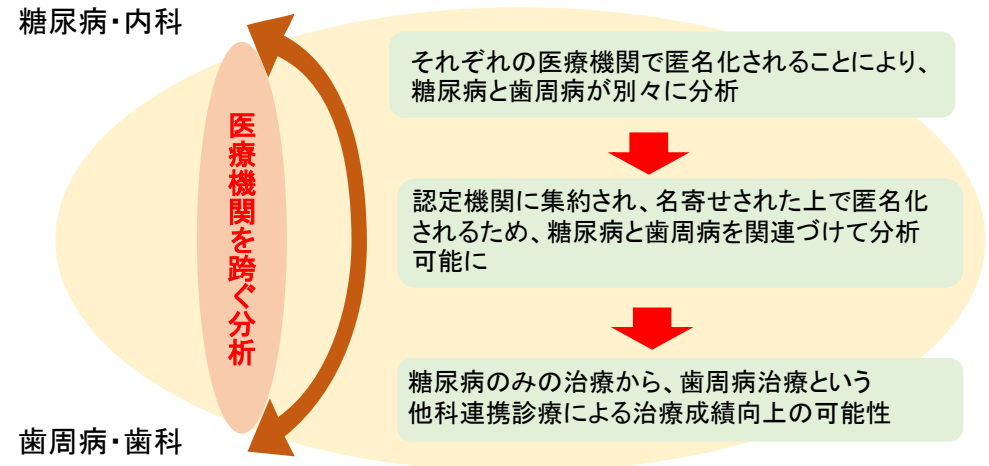 糖尿病・内科
それぞれの医療機関で匿名化されることにより、
糖尿病と歯周病が別々に分析
医療機関を跨ぐ分析
認定機関に集約され、名寄せされた上で匿名化
されるため、糖尿病と歯周病を関連づけて分析
可能に
糖尿病のみの治療から、歯周病治療という
他科連携診療による治療成績向上の可能性
歯周病・歯科